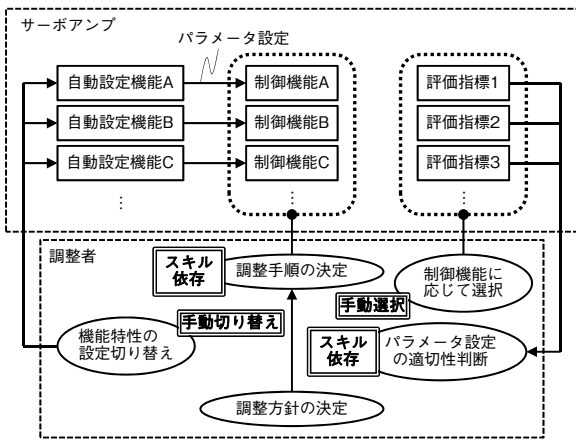 サーボアンプ
パラメータ設定
自動設定機能A
制御機能A
評価指標1
自動設定機能B
制御機能B
評価指標2
自動設定機能C
制御機能C
評価指標3
…
…
…
調整者
スキル
依存
調整手順の決定
制御機能に
応じて選択
手動選択
手動切り替え
機能特性の
設定切り替え
スキル
依存
パラメータ設定
の適切性判断
調整方針の決定